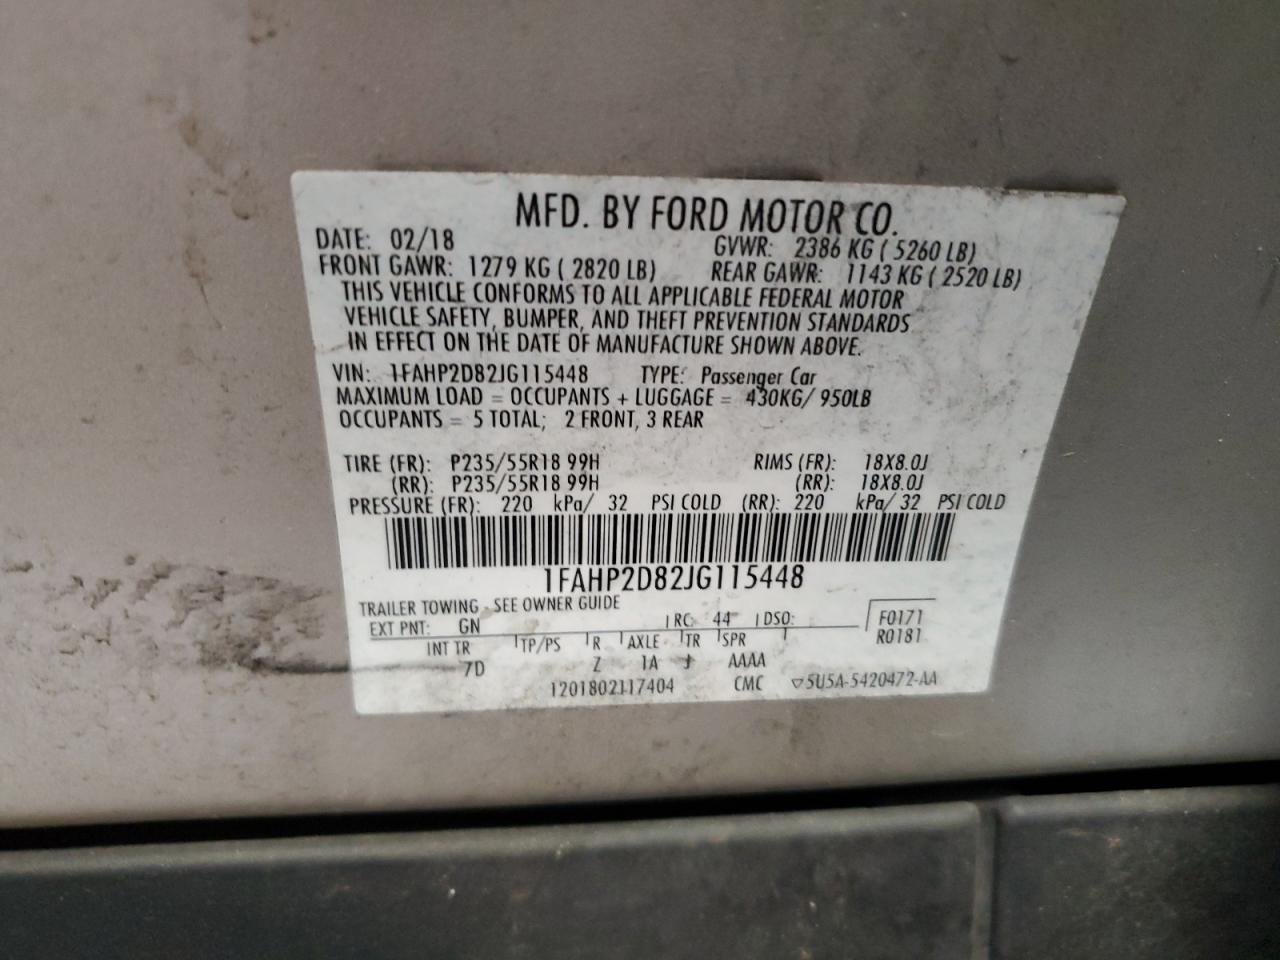 MFD. BY FORD MOTOR CO.
DATE: 02/18 GVWR: 2386 KG ( 5260 LB)
FRONT GAWR: 1279 KG ( 2820 LB) REAR GAWR: 1143 KG ( 2520 LB)
THIS VEHICLE CONFORMS TO ALL APPLICABLE FEDERAL MOTOR
VEHICLE SAFETY, BUMPER, AND THEFT PREVENTION STANDARDS
IN EFFECT ON THE DATE OF MANUFACTURE SHOWN ABOVE.
VIN: 1FAHP2D82JG115448 TYPE: Passenger Car
MAXIMUM LOAD = OCCUPANTS + LUGGAGE = 430KG/ 950LB
OCCUPANTS = 5 TOTAL; 2 FRONT, 3 REAR
TIRE (FR): P235/55R18 99H RIMS (FR): 18X8.0J
(RR): P235/55R18 99H (RR): 18X8.0J
PRESSURE (FR): 220 kPa/ 32 PSI COLD (RR): 220 kPa/ 32 PSI COLD
1FAHP2D82JG115448
TRAILER TOWING - SEE OWNER GUIDE
EXT PNT: GN RC: 44 DSO: F0171
R0181
INT TR TP/PS R AXLE TR SPR
7D Z 1A J AAAA
1201802117404 CMC ▽5U5A-5420472-AA